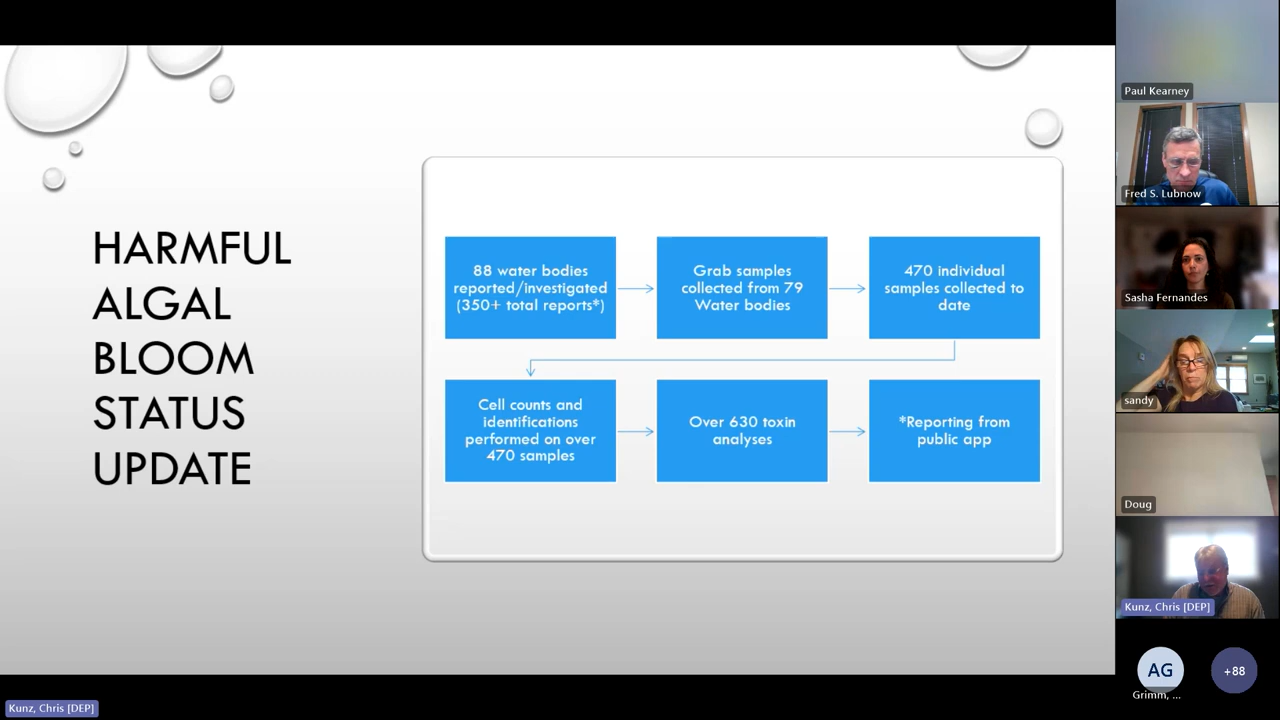 HARMFUL
ALGAL
BLOOM
STATUS
UPDATE
88 water bodies
reported/investigated
(350+ total reports*)
Grab samples
collected from 79
Water bodies
470 individual
samples collected to
date
Cell counts and
identifications
performed on over
470 samples
Over 630 toxin
analyses
*Reporting from
public app
Paul Kearney
Fred S. Lubnow
Sasha Fernandes
sandy
Doug
Kunz, Chris [DEP]
AG
Grimm, ...
+88
Kunz, Chris [DEP]